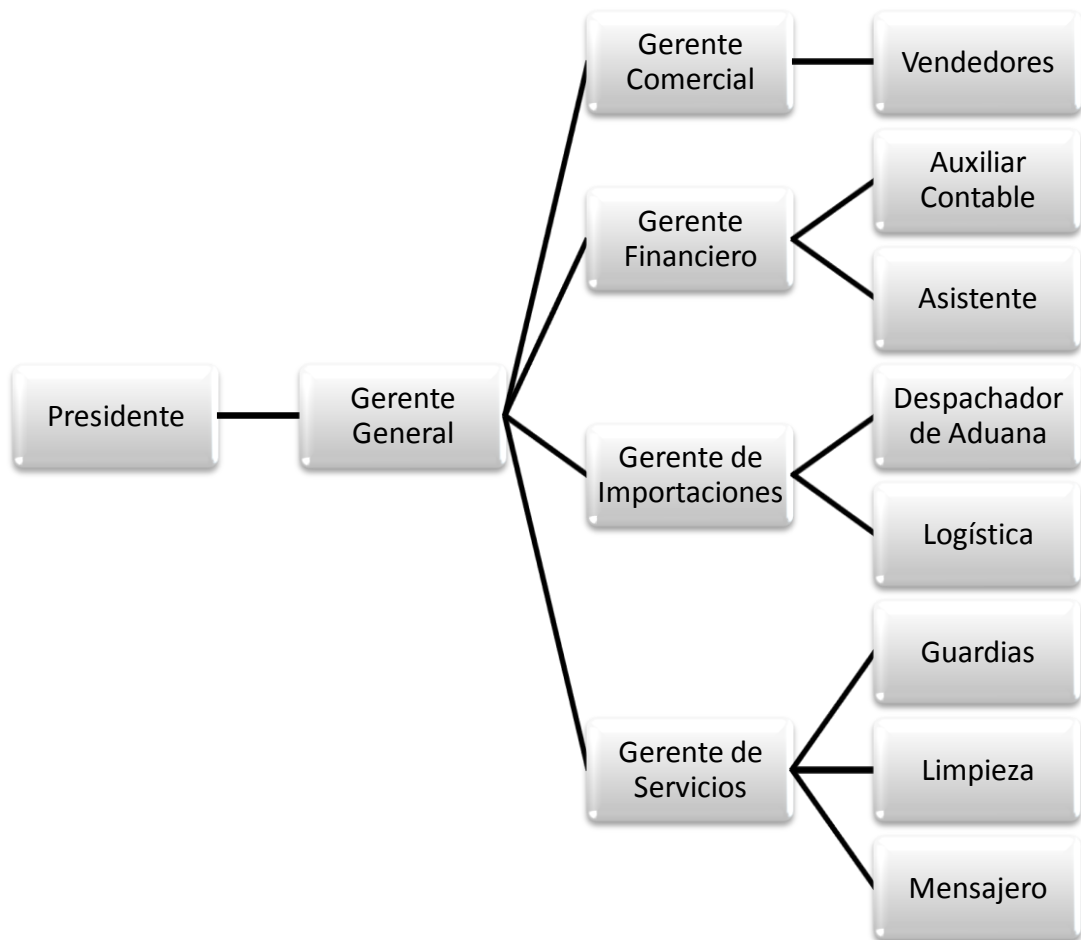 Presidente
Gerente
General
Gerente
Comercial
Vendedores
Gerente
Financiero
Auxiliar
Contable
Asistente
Gerente de
Importaciones
Despachador
de Aduana
Logística
Gerente de
Servicios
Guardias
Limpieza
Mensajero